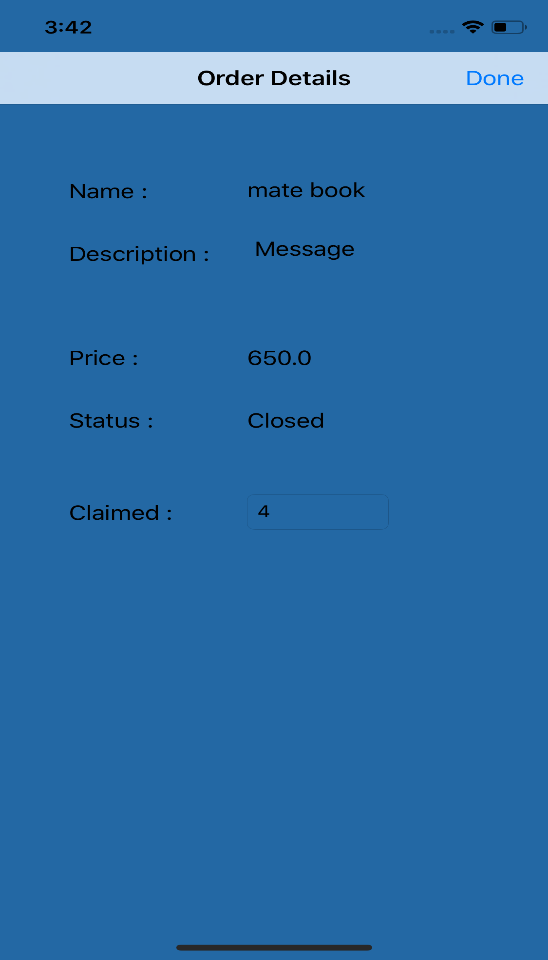 3:42
Order Details Done
Name : mate book
Description : Message
Price : 650.0
Status : Closed
Claimed : 4